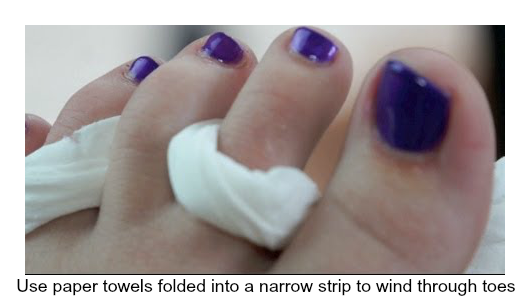 Use paper towels folded into a narrow strip to wind through toes